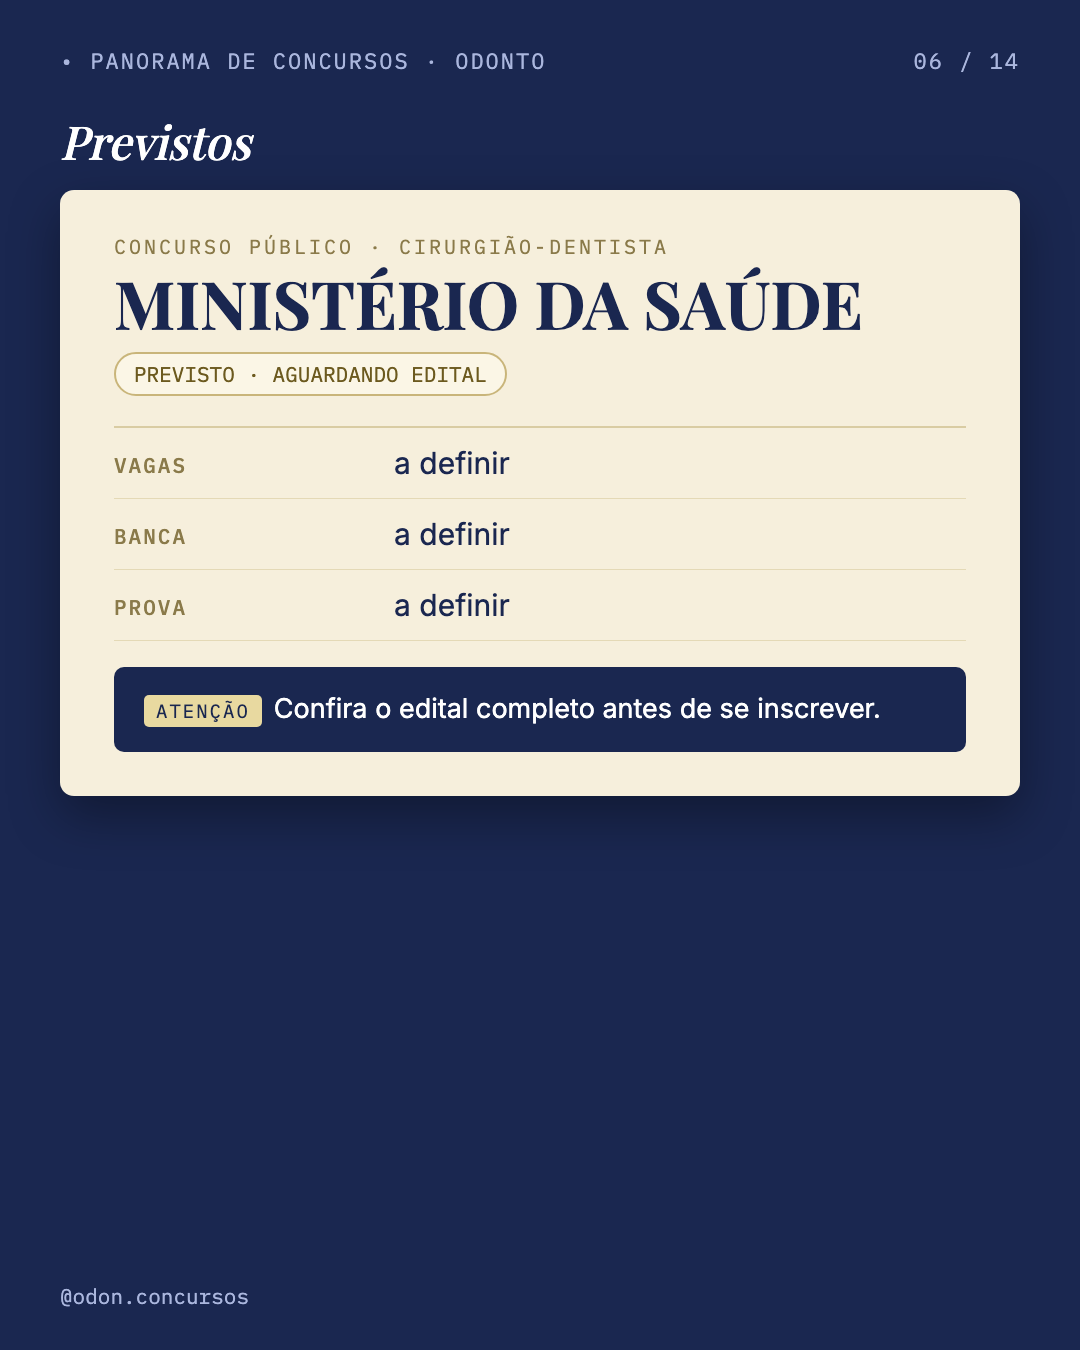 • PANORAMA DE CONCURSOS · ODONTO
06 / 14
Previstos
CONCURSO PÚBLICO · CIRURGIÃO-DENTISTA
MINISTÉRIO DA SAÚDE
PREVISTO · AGUARDANDO EDITAL
VAGAS a definir
BANCA a definir
PROVA a definir
ATENÇÃO Confira o edital completo antes de se inscrever.
@odon.concursos